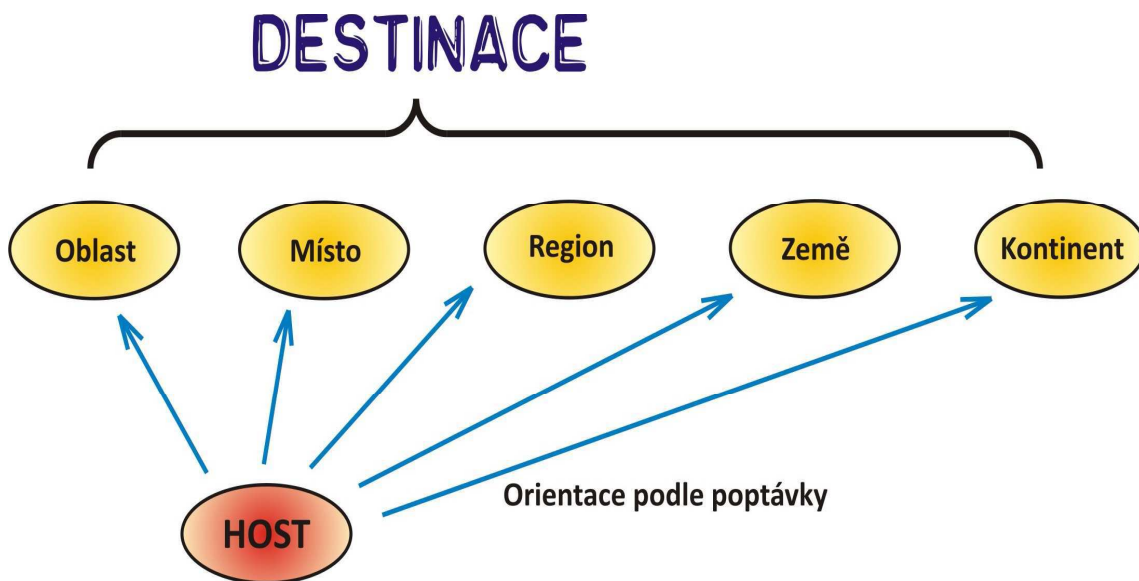 DESTINACE
Oblast
Místo
Region
Země
Kontinent
Orientace podle poptávky
HOST